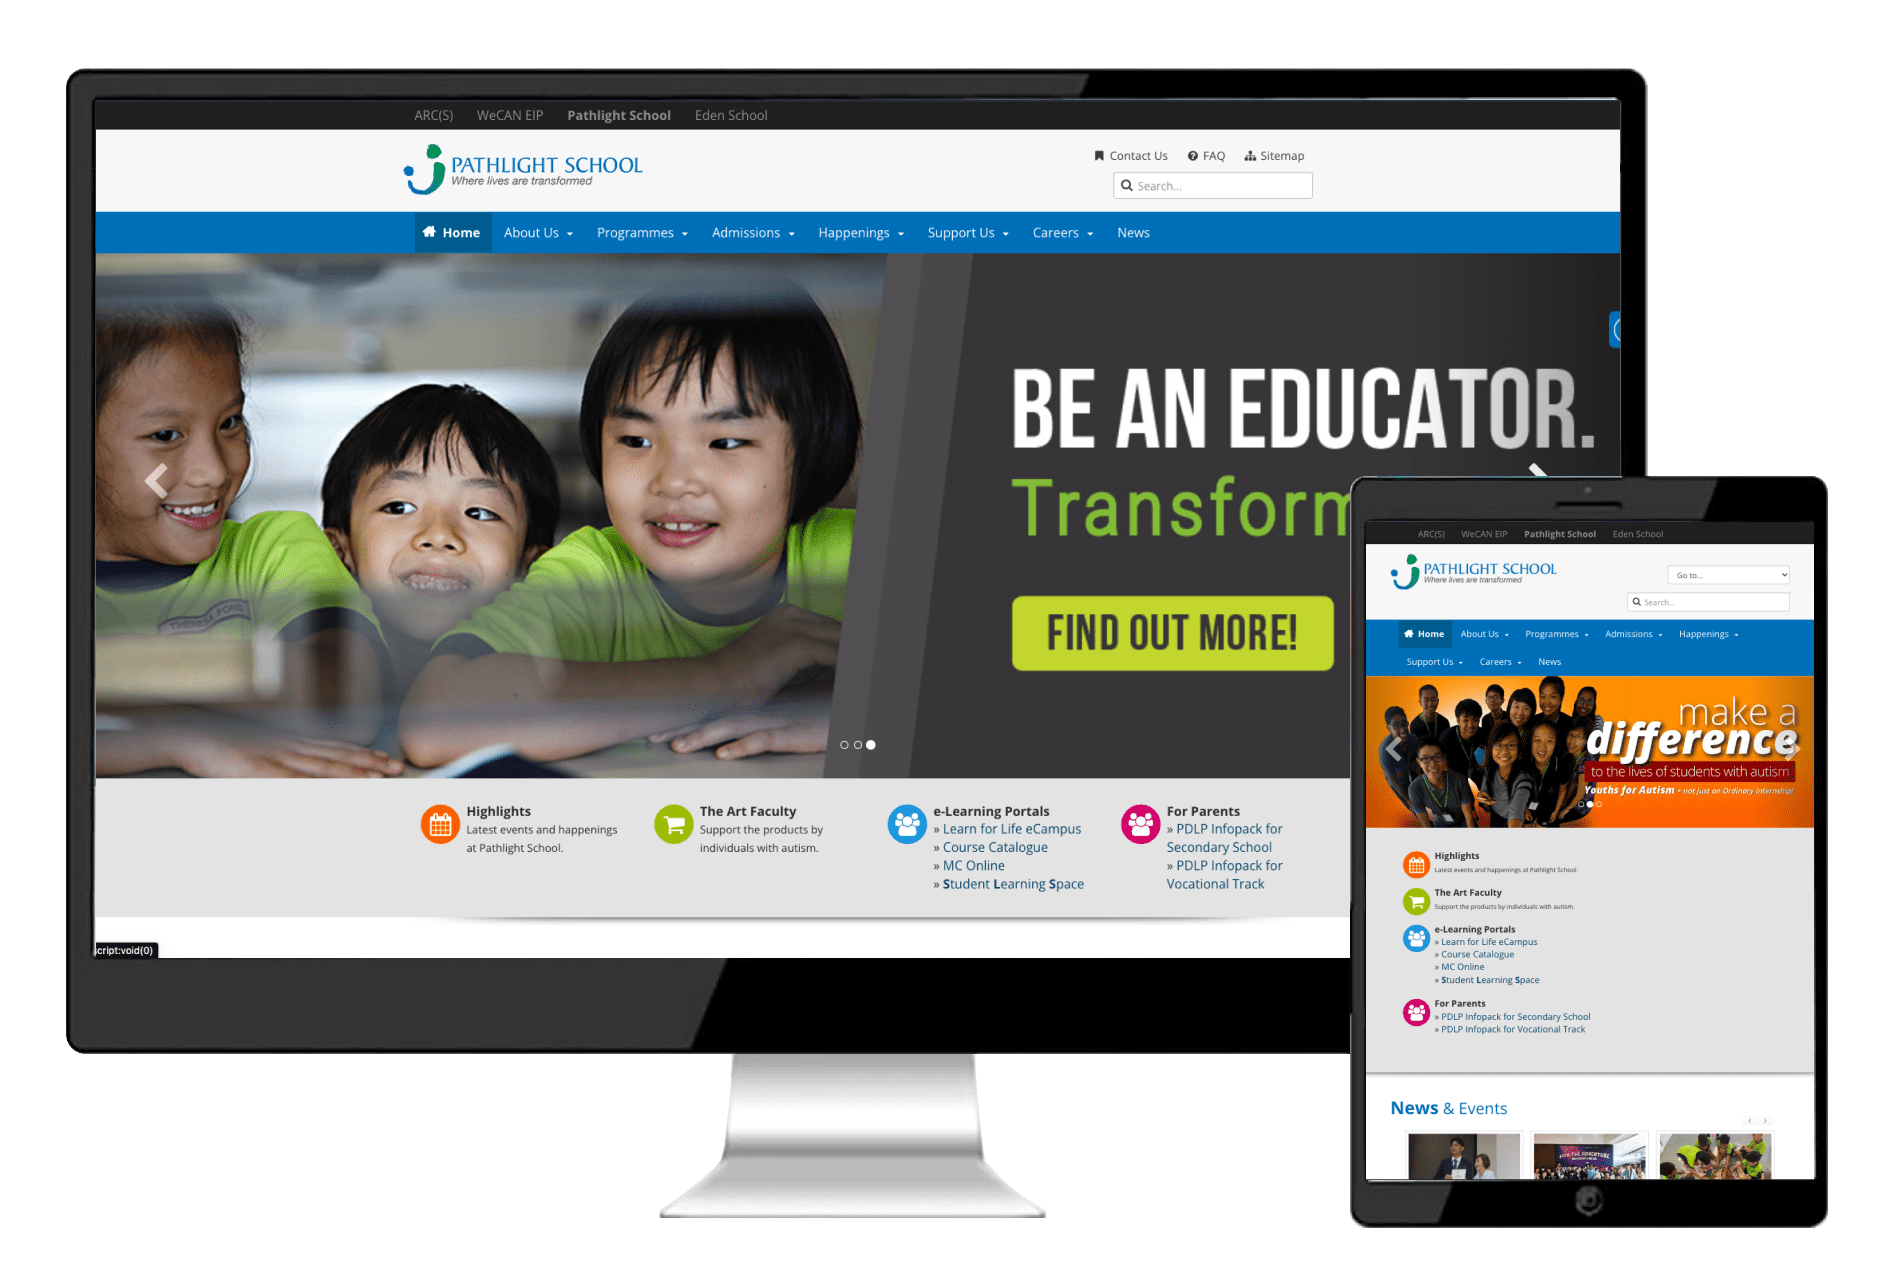 ARC(S) WeCAN EIP Pathlight School Eden School
PATHLIGHT SCHOOL
Where lives are transformed
Contact Us FAQ Sitemap
Search...
Home About Us Programmes Admissions Happenings Support Us Careers News
BE AN EDUCATOR.
Transform
FIND OUT MORE!
THERESA FONG
Highlights
Latest events and happenings
at Pathlight School.
The Art Faculty
Support the products by
individuals with autism.
e-Learning Portals
» Learn for Life eCampus
» Course Catalogue
» MC Online
» Student Learning Space
For Parents
» PDLP Infopack for
Secondary School
» PDLP Infopack for
Vocational Track
script:void(0)
ARC(S) WeCAN EIP Pathlight School Eden School
PATHLIGHT SCHOOL
Where lives are transformed
Go to...
Search...
Home About Us Programmes Admissions Happenings
Support Us Careers News
make a
difference
to the lives of students with autism
Youths for Autism - not just an Ordinary Internship!
Highlights
Latest events and happenings at Pathlight School.
The Art Faculty
Support the products by individuals with autism.
e-Learning Portals
» Learn for Life eCampus
» Course Catalogue
» MC Online
» Student Learning Space
For Parents
» PDLP Infopack for Secondary School
» PDLP Infopack for Vocational Track
News & Events
JOIN THE ADVENTURE